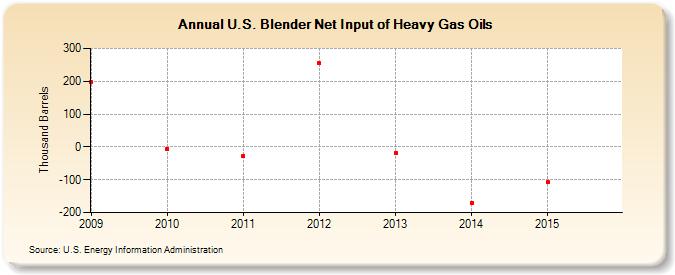 Annual U.S. Blender Net Input of Heavy Gas Oils
Thousand Barrels
300
200
100
0
-100
-200
2009 2010 2011 2012 2013 2014 2015
Source: U.S. Energy Information Administration